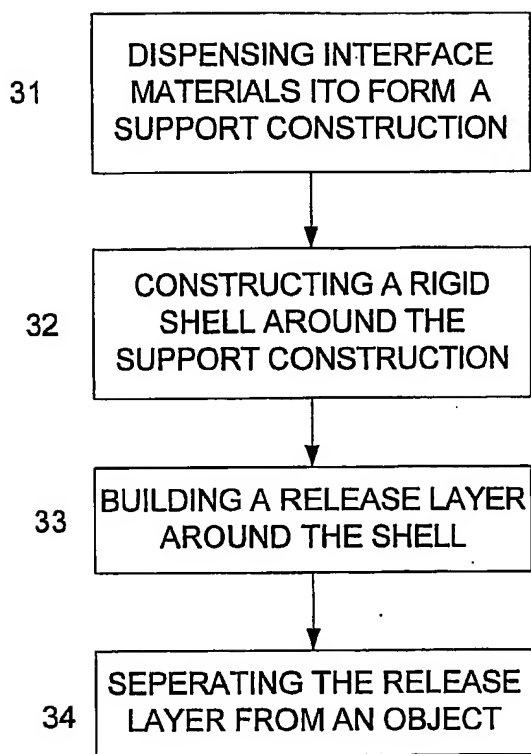 31
DISPENSING INTERFACE
MATERIALS ITO FORM A
SUPPORT CONSTRUCTION
32
CONSTRUCTING A RIGID
SHELL AROUND THE
SUPPORT CONSTRUCTION
33
BUILDING A RELEASE LAYER
AROUND THE SHELL
34
SEPERATING THE RELEASE
LAYER FROM AN OBJECT